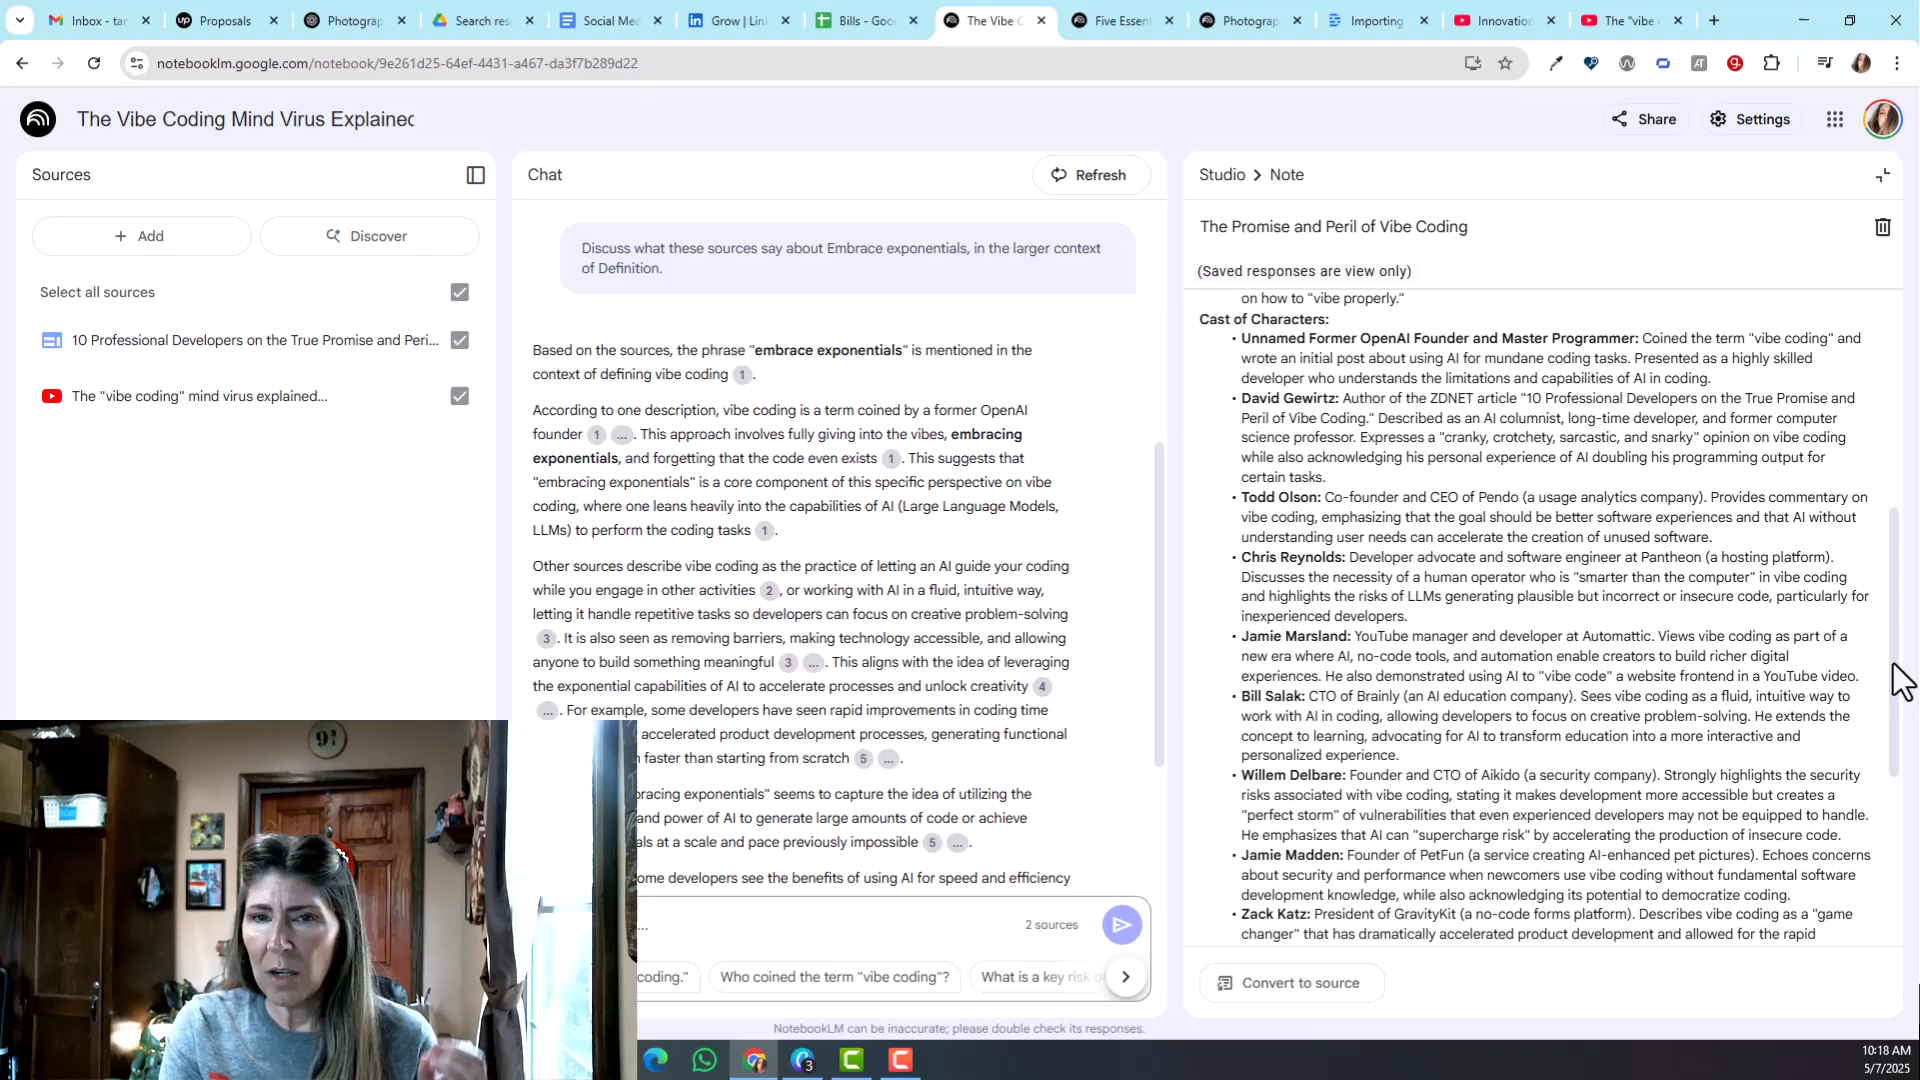 Inbox - tan
Proposals
Photograp
Search res
Social Med
Grow | Link
Bills - Goo
The Vibe C
Five Essent
Photograp
Importing
Innovation
The "vibe
notebooklm.google.com/notebook/9e261d25-64ef-4431-a467-da3f7b289d22
The Vibe Coding Mind Virus Explained
Share
Settings
Sources
Add
Discover
Select all sources
10 Professional Developers on the True Promise and Peri...
The "vibe coding" mind virus explained...
Chat
Refresh
Discuss what these sources say about Embrace exponentials, in the larger context
of Definition.
Based on the sources, the phrase "embrace exponentials" is mentioned in the
context of defining vibe coding 1 .
According to one description, vibe coding is a term coined by a former OpenAI
founder 1 ... . This approach involves fully giving into the vibes, embracing
exponentials, and forgetting that the code even exists 1 . This suggests that
"embracing exponentials" is a core component of this specific perspective on vibe
coding, where one leans heavily into the capabilities of AI (Large Language Models,
LLMs) to perform the coding tasks 1 .
Other sources describe vibe coding as the practice of letting an AI guide your coding
while you engage in other activities 2 , or working with AI in a fluid, intuitive way,
letting it handle repetitive tasks so developers can focus on creative problem-solving
3 . It is also seen as removing barriers, making technology accessible, and allowing
anyone to build something meaningful 3 ... . This aligns with the idea of leveraging
the exponential capabilities of AI to accelerate processes and unlock creativity 4
... . For example, some developers have seen rapid improvements in coding time
accelerated product development processes, generating functional
faster than starting from scratch 5 ... .
bracing exponentials" seems to capture the idea of utilizing the
and power of AI to generate large amounts of code or achieve
als at a scale and pace previously impossible 5 ... .
ome developers see the benefits of using AI for speed and efficiency
...
2 sources
coding."
Who coined the term "vibe coding"?
What is a key risk o
NotebookLM can be inaccurate; please double check its responses.
Studio > Note
The Promise and Peril of Vibe Coding
(Saved responses are view only)
on how to "vibe properly."
Cast of Characters:
• Unnamed Former OpenAI Founder and Master Programmer: Coined the term "vibe coding" and
wrote an initial post about using AI for mundane coding tasks. Presented as a highly skilled
developer who understands the limitations and capabilities of AI in coding.
• David Gewirtz: Author of the ZDNET article "10 Professional Developers on the True Promise and
Peril of Vibe Coding." Described as an AI columnist, long-time developer, and former computer
science professor. Expresses a "cranky, crotchety, sarcastic, and snarky" opinion on vibe coding
while also acknowledging his personal experience of AI doubling his programming output for
certain tasks.
• Todd Olson: Co-founder and CEO of Pendo (a usage analytics company). Provides commentary on
vibe coding, emphasizing that the goal should be better software experiences and that AI without
understanding user needs can accelerate the creation of unused software.
• Chris Reynolds: Developer advocate and software engineer at Pantheon (a hosting platform).
Discusses the necessity of a human operator who is "smarter than the computer" in vibe coding
and highlights the risks of LLMs generating plausible but incorrect or insecure code, particularly for
inexperienced developers.
• Jamie Marsland: YouTube manager and developer at Automattic. Views vibe coding as part of a
new era where AI, no-code tools, and automation enable creators to build richer digital
experiences. He also demonstrated using AI to "vibe code" a website frontend in a YouTube video.
• Bill Salak: CTO of Brainly (an AI education company). Sees vibe coding as a fluid, intuitive way to
work with AI in coding, allowing developers to focus on creative problem-solving. He extends the
concept to learning, advocating for AI to transform education into a more interactive and
personalized experience.
• Willem Delbare: Founder and CTO of Aikido (a security company). Strongly highlights the security
risks associated with vibe coding, stating it makes development more accessible but creates a
"perfect storm" of vulnerabilities that even experienced developers may not be equipped to handle.
He emphasizes that AI can "supercharge risk" by accelerating the production of insecure code.
• Jamie Madden: Founder of PetFun (a service creating AI-enhanced pet pictures). Echoes concerns
about security and performance when newcomers use vibe coding without fundamental software
development knowledge, while also acknowledging its potential to democratize coding.
• Zack Katz: President of GravityKit (a no-code forms platform). Describes vibe coding as a "game
changer" that has dramatically accelerated product development and allowed for the rapid
Convert to source
10:18 AM
5/7/2025